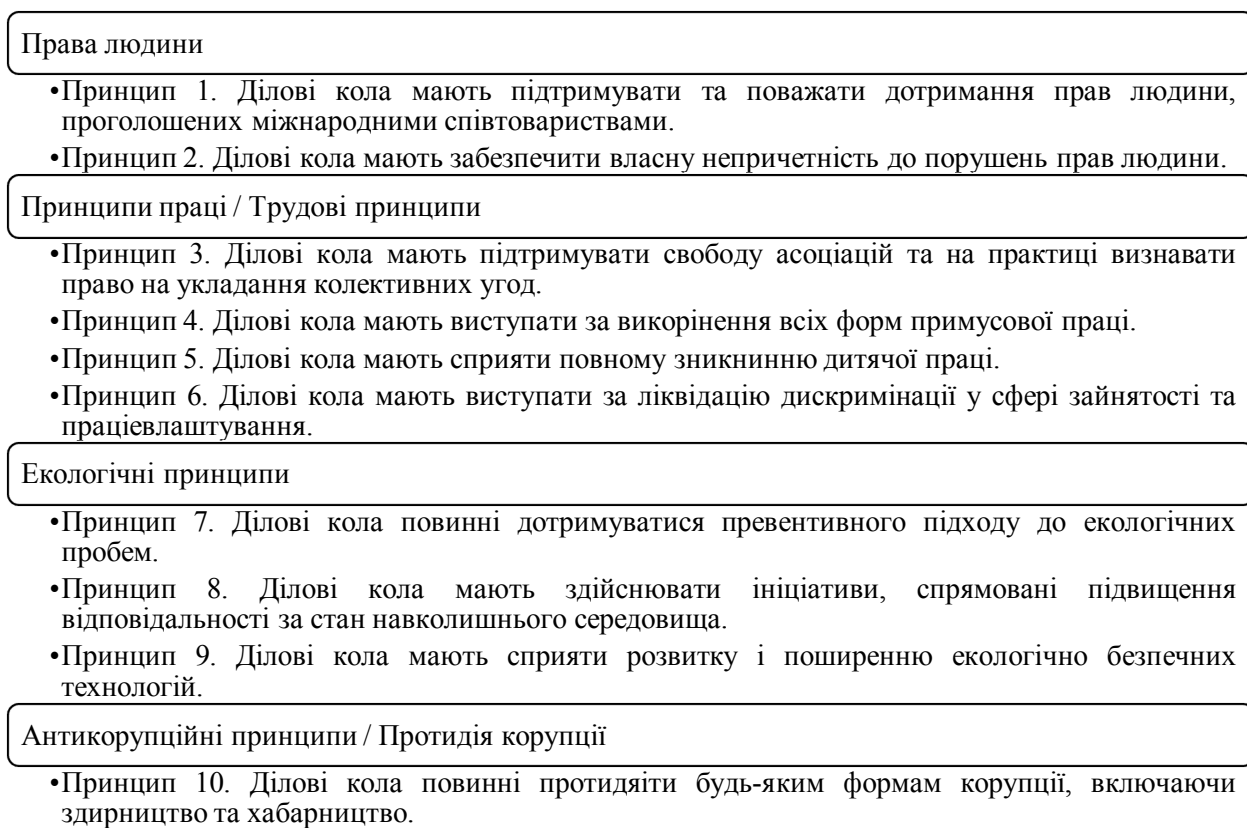 Права людини
•Принцип 1. Ділові кола мають підтримувати та поважати дотримання прав людини,
проголошених міжнародними співтовариствами.
•Принцип 2. Ділові кола мають забезпечити власну непричетність до порушень прав людини.
Принципи праці / Трудові принципи
•Принцип 3. Ділові кола мають підтримувати свободу асоціацій та на практиці визнавати
право на укладання колективних угод.
•Принцип 4. Ділові кола мають виступати за викорінення всіх форм примусової праці.
•Принцип 5. Ділові кола мають сприяти повному зникнинню дитячої праці.
•Принцип 6. Ділові кола мають виступати за ліквідацію дискримінації у сфері зайнятості та
праціевлаштування.
Екологічні принципи
•Принцип 7. Ділові кола повинні дотримуватися превентивного підходу до екологічних
пробем.
•Принцип 8. Ділові кола мають здійснювати ініціативи, спрямовані підвищення
відповідальності за стан навколишнього середовища.
•Принцип 9. Ділові кола мають сприяти розвитку і поширенню екологічно безпечних
технологій.
Антикорупційні принципи / Протидія корупції
•Принцип 10. Ділові кола повинні протидяіти будь-яким формам корупції, включаючи
здирництво та хабарництво.